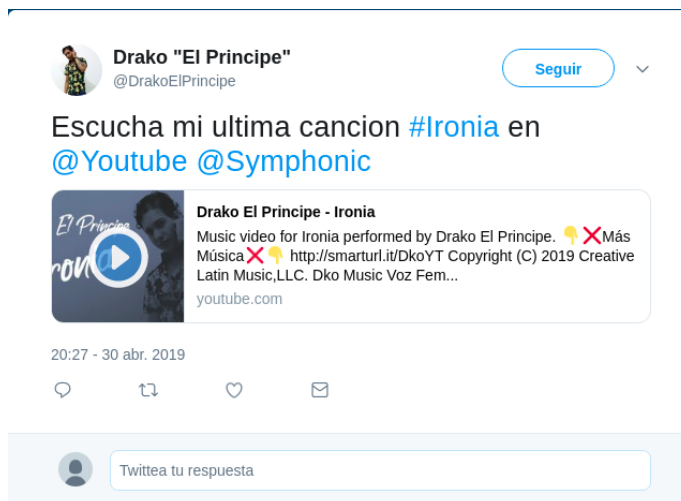 Drako "El Principe"
@DrakoElPrincipe
Seguir
Escucha mi ultima cancion #Ironia en
@Youtube @Symphonic
El Principe
Drako El Principe - Ironia
Music video for Ironia performed by Drako El Principe. 👇❌Más
Música❌👇 http://smarturl.it/DkoYT Copyright (C) 2019 Creative
Latin Music,LLC. Dko Music Voz Fem...
youtube.com
20:27 - 30 abr. 2019
Twittea tu respuesta